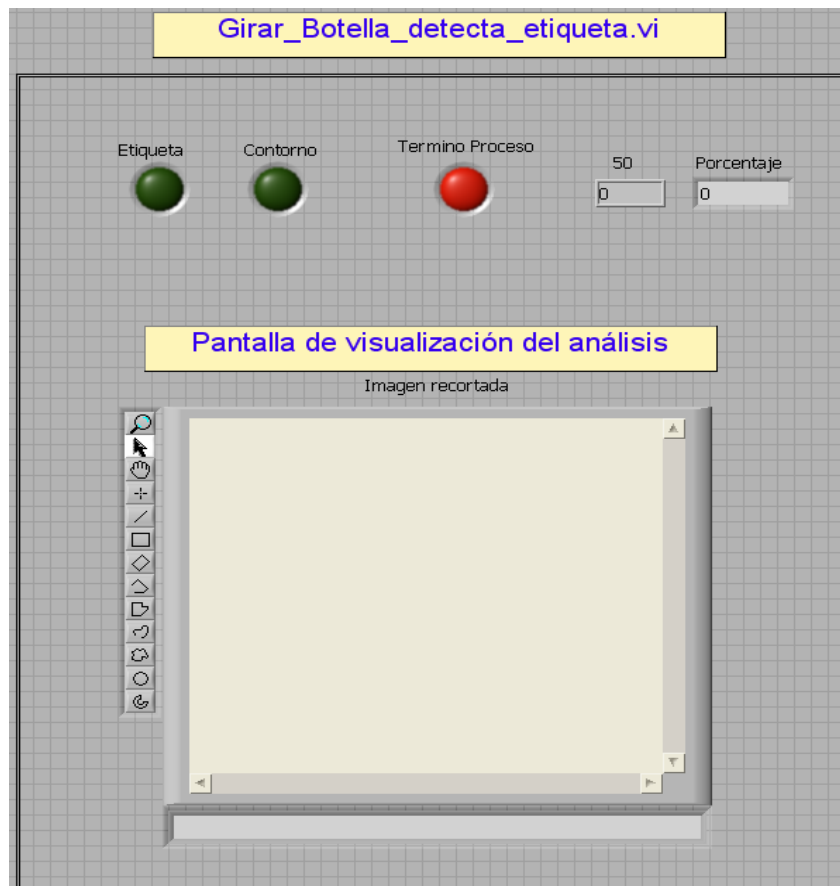 Girar_Botella_detecta_etiqueta.vi
Etiqueta
Contorno
Termino Proceso
50
Porcentaje
0
0
Pantalla de visualización del análisis
Imagen recortada